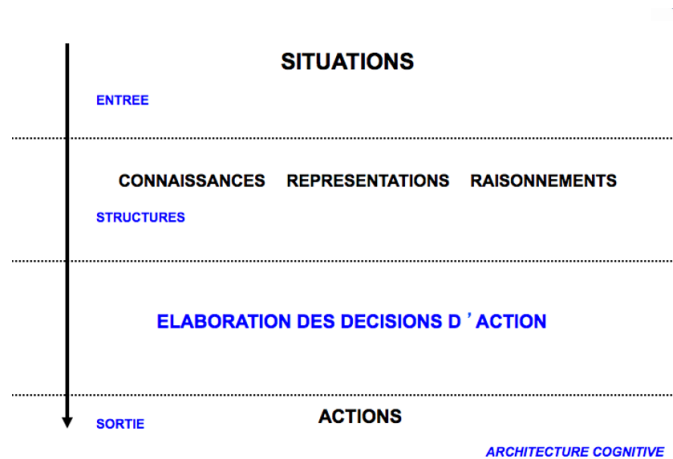 SITUATIONS
ENTREE
CONNAISSANCES REPRESENTATIONS RAISONNEMENTS
STRUCTURES
ELABORATION DES DECISIONS D ’ ACTION
ACTIONS
SORTIE
ARCHITECTURE COGNITIVE